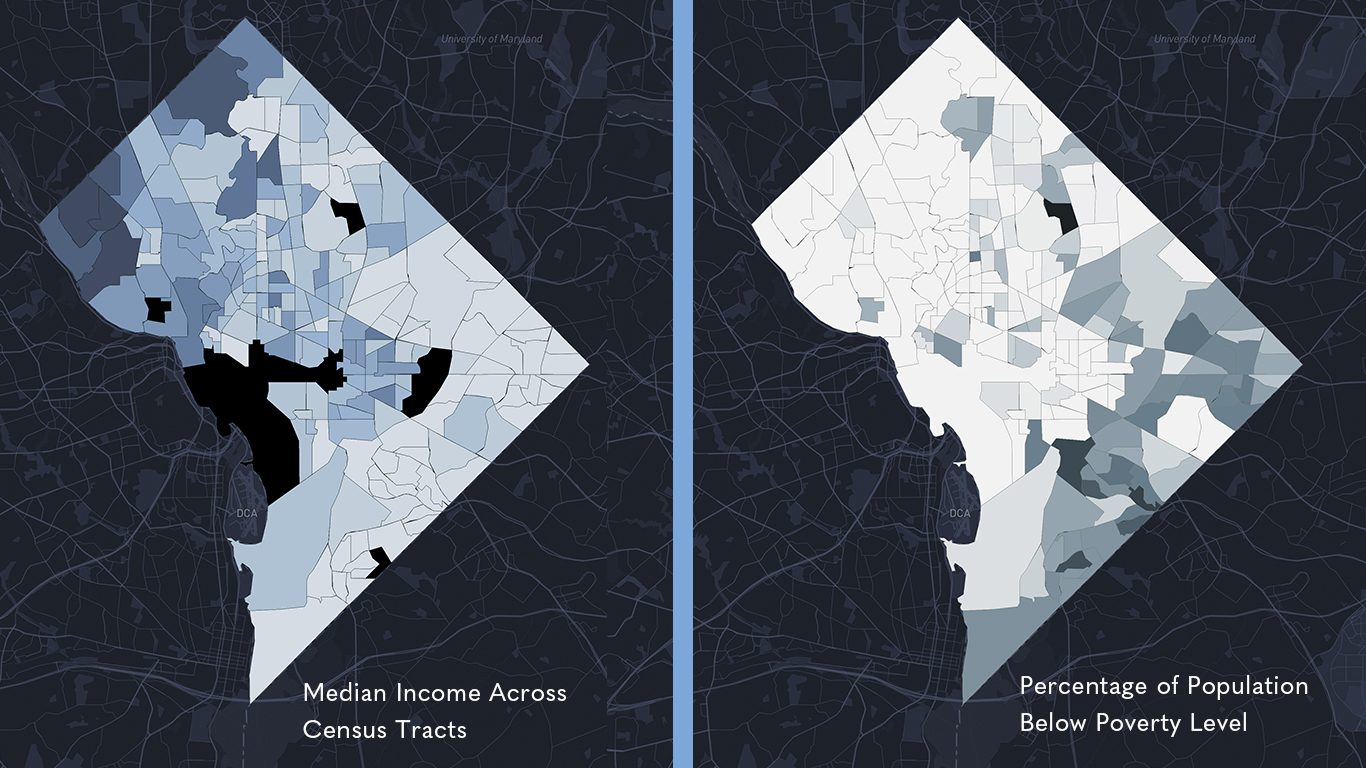 University of Maryland
DCA
Median Income Across
Census Tracts
University of Maryland
DCA
Percentage of Population
Below Poverty Level